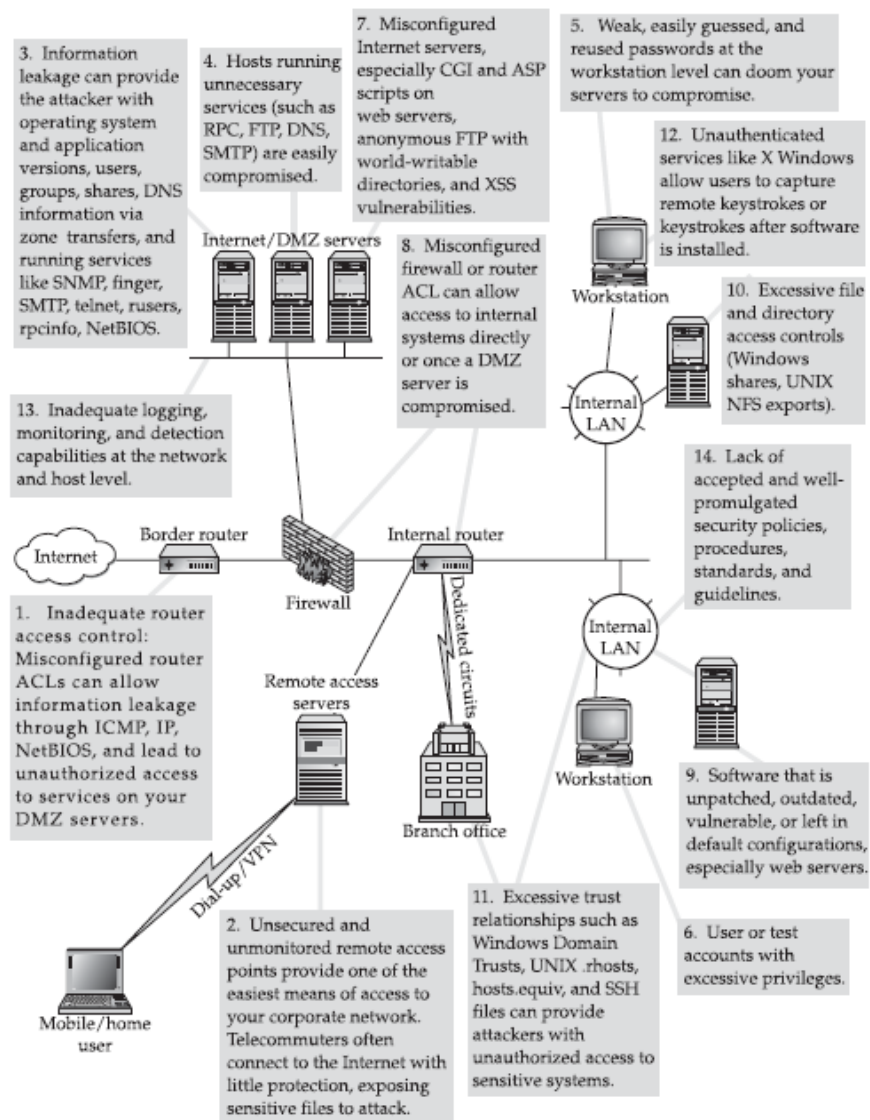 3. Information
leakage can provide
the attacker with
operating system
and application
versions, users,
groups, shares, DNS
information via
zone transfers, and
running services
like SNMP, finger,
SMTP, telnet, rusers,
rpcinfo, NetBIOS.
4. Hosts running
unnecessary
services (such as
RPC, FTP, DNS,
SMTP) are easily
compromised.
7. Misconfigured
Internet servers,
especially CGI and ASP
scripts on
web servers,
anonymous FTP with
world-writable
directories, and XSS
vulnerabilities.
5. Weak, easily guessed, and
reused passwords at the
workstation level can doom your
servers to compromise.
12. Unauthenticated
services like X Windows
allow users to capture
remote keystrokes or
keystrokes after software
is installed.
Internet/DMZ servers
8. Misconfigured
firewall or router
ACL can allow
access to internal
systems directly
or once a DMZ
server is
compromised.
Workstation
10. Excessive file
and directory
access controls
(Windows
shares, UNIX
NFS exports).
Internal
LAN
13. Inadequate logging,
monitoring, and detection
capabilities at the network
and host level.
14. Lack of
accepted and well-
promulgated
security policies,
procedures,
standards, and
guidelines.
Internet
Border router
Firewall
Internal router
Dedicated circuits
Internal
LAN
1. Inadequate router
access control:
Misconfigured router
ACLs can allow
information leakage
through ICMP, IP,
NetBIOS, and lead to
unauthorized access
to services on your
DMZ servers.
Remote access
servers
Branch office
Workstation
9. Software that is
unpatched, outdated,
vulnerable, or left in
default configurations,
especially web servers.
Dial-up/VPN
Mobile/home
user
2. Unsecured and
unmonitored remote access
points provide one of the
easiest means of access to
your corporate network.
Telecommuters often
connect to the Internet with
little protection, exposing
sensitive files to attack.
11. Excessive trust
relationships such as
Windows Domain
Trusts, UNIX .rhosts,
hosts.equiv, and SSH
files can provide
attackers with
unauthorized access to
sensitive systems.
6. User or test
accounts with
excessive privileges.